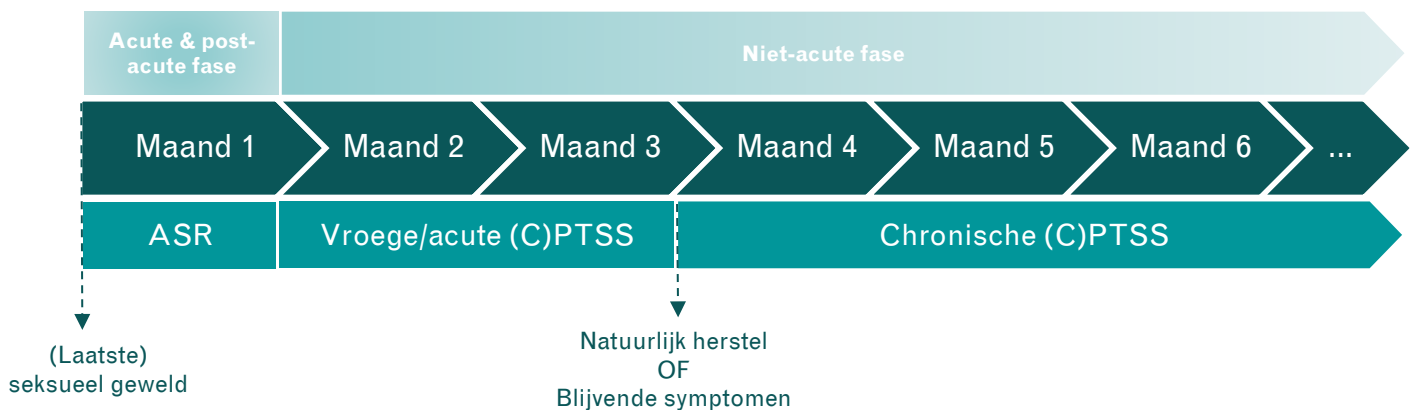 Acute & post-
acute fase
Niet-acute fase
Maand 1
Maand 2
Maand 3
Maand 4
Maand 5
Maand 6
...
ASR
Vroege/acute (C)PTSS
Chronische (C)PTSS
(Laatste)
seksueel geweld
Natuurlijk herstel
OF
Blijvende symptomen